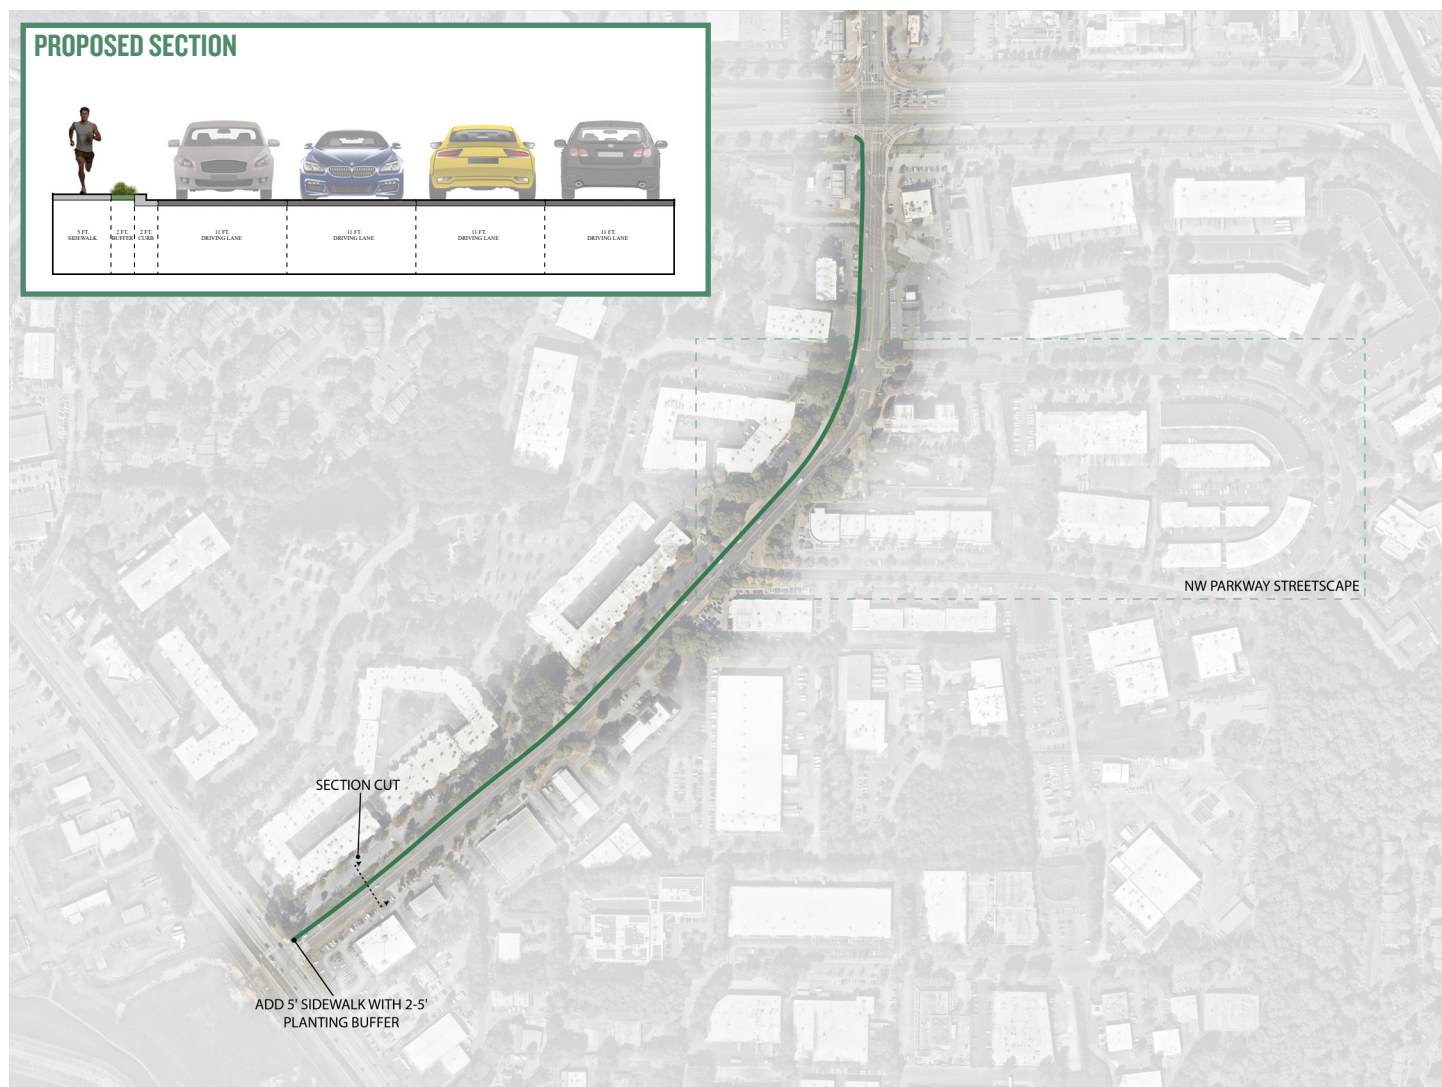 PROPOSED SECTION
5 FT.
SIDEWALK
2 FT.
BUFFER
2 FT.
CURB
11 FT.
DRIVING LANE
11 FT.
DRIVING LANE
11 FT.
DRIVING LANE
11 FT.
DRIVING LANE
NW PARKWAY STREETSCAPE
SECTION CUT
ADD 5' SIDEWALK WITH 2-5'
PLANTING BUFFER